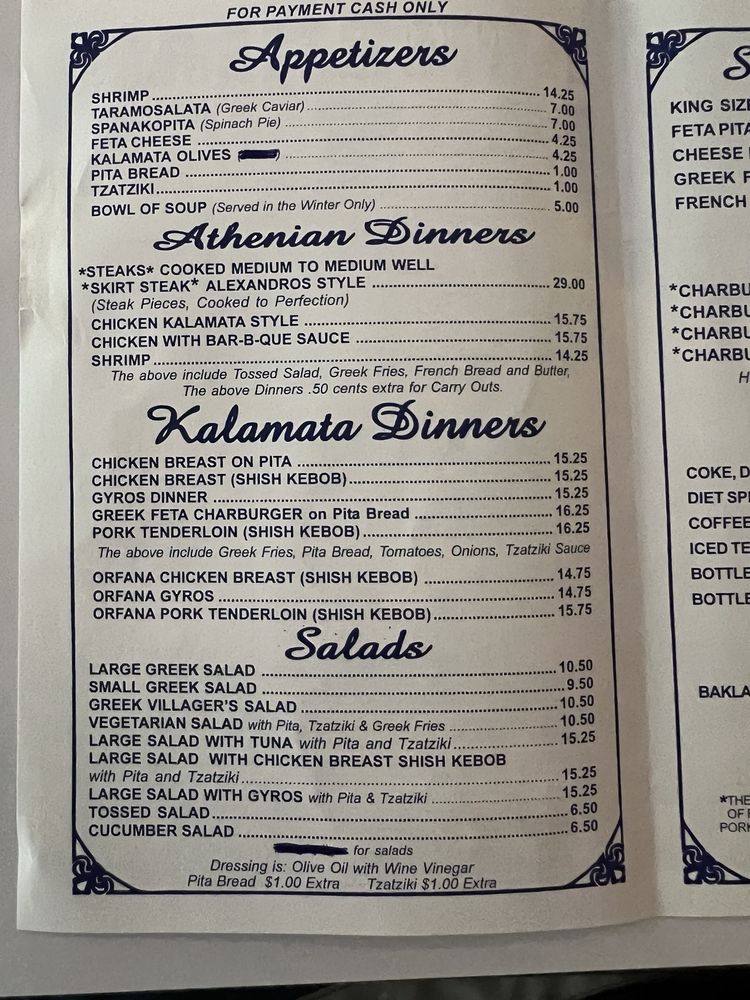 FOR PAYMENT CASH ONLY
Appetizers
SHRIMP 14.25
TARAMOSALATA (Greek Caviar) 7.00
SPANAKOPITA (Spinach Pie) 7.00
FETA CHEESE 4.25
KALAMATA OLIVES 4.25
PITA BREAD 1.00
TZATZIKI 1.00
BOWL OF SOUP (Served in the Winter Only) 5.00
Athenian Dinners
*STEAKS* COOKED MEDIUM TO MEDIUM WELL
*SKIRT STEAK* ALEXANDROS STYLE 29.00
(Steak Pieces, Cooked to Perfection)
CHICKEN KALAMATA STYLE 15.75
CHICKEN WITH BAR-B-QUE SAUCE 15.75
SHRIMP 14.25
The above include Tossed Salad, Greek Fries, French Bread and Butter,
The above Dinners .50 cents extra for Carry Outs.
Kalamata Dinners
CHICKEN BREAST ON PITA 15.25
CHICKEN BREAST (SHISH KEBOB) 15.25
GYROS DINNER 15.25
GREEK FETA CHARBURGER on Pita Bread 16.25
PORK TENDERLOIN (SHISH KEBOB) 16.25
The above include Greek Fries, Pita Bread, Tomatoes, Onions, Tzatziki Sauce
ORFANA CHICKEN BREAST (SHISH KEBOB) 14.75
ORFANA GYROS 14.75
ORFANA PORK TENDERLOIN (SHISH KEBOB) 15.75
Salads
LARGE GREEK SALAD 10.50
SMALL GREEK SALAD 9.50
GREEK VILLAGER'S SALAD 10.50
VEGETARIAN SALAD with Pita, Tzatziki & Greek Fries 10.50
LARGE SALAD WITH TUNA with Pita and Tzatziki 15.25
LARGE SALAD WITH CHICKEN BREAST SHISH KEBOB
with Pita and Tzatziki 15.25
LARGE SALAD WITH GYROS with Pita & Tzatziki 15.25
TOSSED SALAD 6.50
CUCUMBER SALAD 6.50
for salads
Dressing is: Olive Oil with Wine Vinegar
Pita Bread $1.00 Extra Tzatziki $1.00 Extra
S
KING SIZE
FETA PITA
CHEESE
GREEK F
FRENCH
*CHARBU
*CHARBU
*CHARBU
*CHARBU
H
COKE, D
DIET SP
COFFEE
ICED TE
BOTTLE
BOTTLE
BAKLA
*THE
OF
PORK